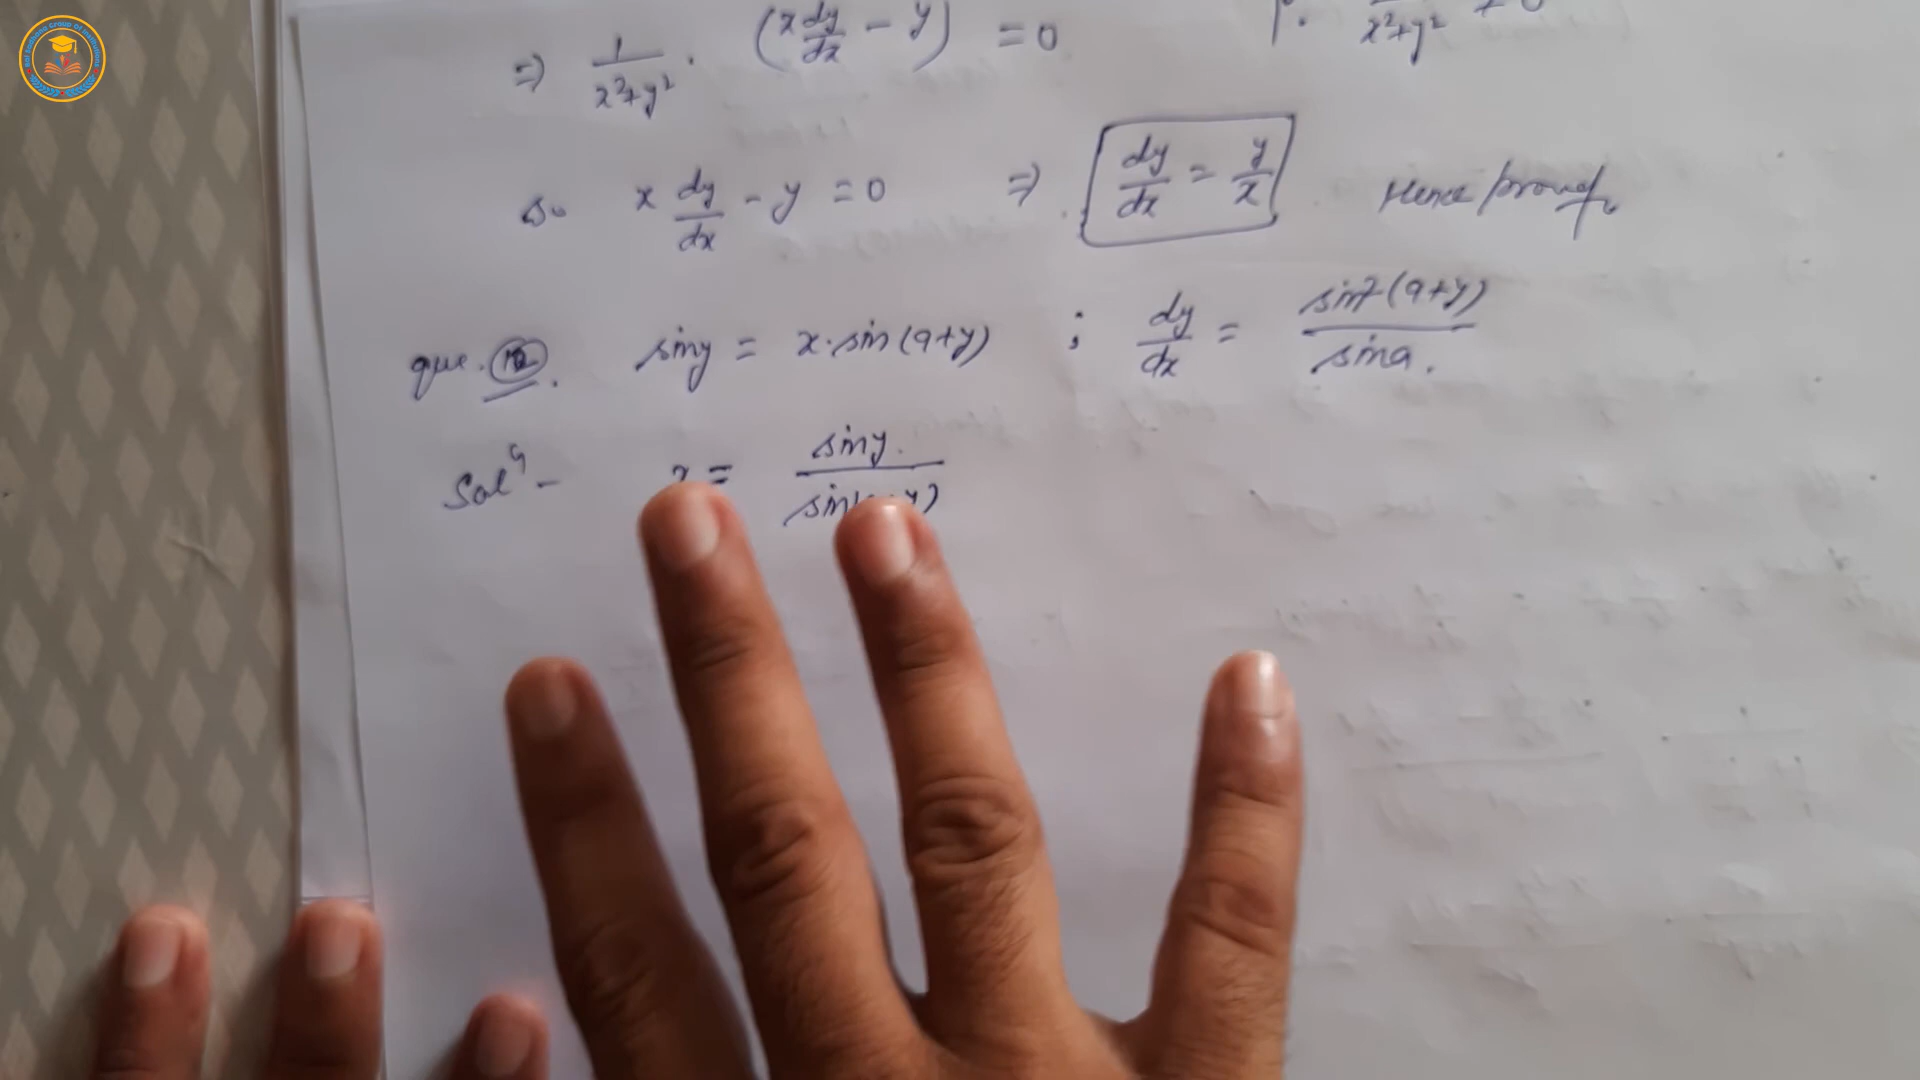 ⇒ 1/(x²+y²) · (x dy/dx − y) = 0
so x dy/dx − y = 0 ⇒ dy/dx = y/x Hence proved
que. 12. siny = x·sin(a+y) ; dy/dx = sin²(a+y)/sina.
Solⁿ − x = siny./sin(a+y)